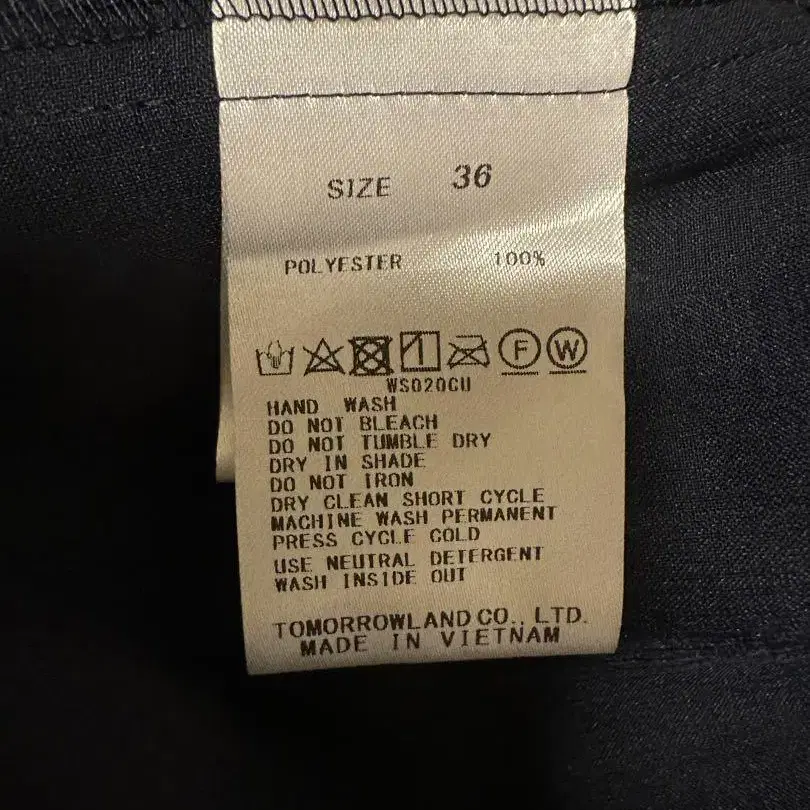 SIZE 36
POLYESTER 100%
F W
WS020CU
HAND WASH
DO NOT BLEACH
DO NOT TUMBLE DRY
DRY IN SHADE
DO NOT IRON
DRY CLEAN SHORT CYCLE
MACHINE WASH PERMANENT
PRESS CYCLE COLD
USE NEUTRAL DETERGENT
WASH INSIDE OUT
TOMORROWLAND CO., LTD.
MADE IN VIETNAM